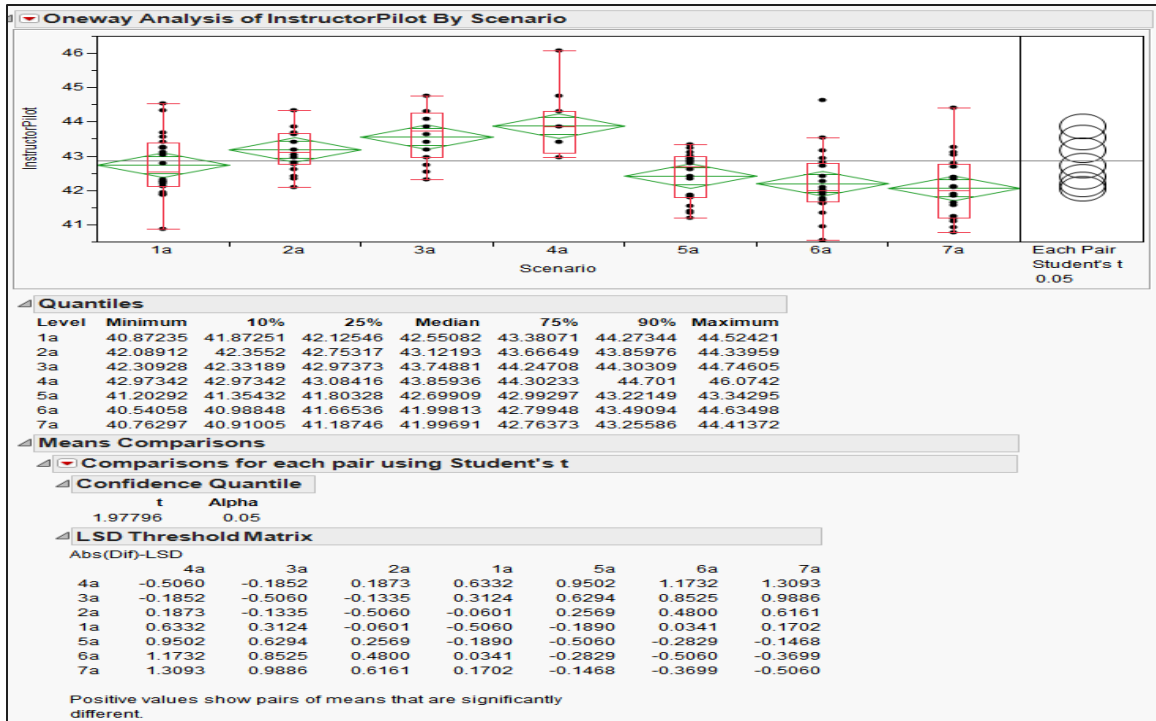 Oneway Analysis of InstructorPilot By Scenario
46
45
44
43
42
41
InstructorPilot
1a 2a 3a 4a 5a 6a 7a
Scenario
Each Pair
Student's t
0.05
Quantiles
Level Minimum 10% 25% Median 75% 90% Maximum
1a 40.87235 41.87251 42.12546 42.55082 43.38071 44.27344 44.52421
2a 42.08912 42.3552 42.75317 43.12193 43.66649 43.85976 44.33959
3a 42.30928 42.33189 42.97373 43.74881 44.24708 44.30309 44.74605
4a 42.97342 42.97342 43.08416 43.85936 44.30233 44.701 46.0742
5a 41.20292 41.35432 41.80328 42.69909 42.99297 43.22149 43.34295
6a 40.54058 40.98848 41.66536 41.99813 42.79948 43.49094 44.63498
7a 40.76297 40.91005 41.18746 41.99691 42.76373 43.25586 44.41372
Means Comparisons
Comparisons for each pair using Student's t
Confidence Quantile
t Alpha
1.97796 0.05
LSD Threshold Matrix
Abs(Dif)-LSD
4a 3a 2a 1a 5a 6a 7a
4a -0.5060 -0.1852 0.1873 0.6332 0.9502 1.1732 1.3093
3a -0.1852 -0.5060 -0.1335 0.3124 0.6294 0.8525 0.9886
2a 0.1873 -0.1335 -0.5060 -0.0601 0.2569 0.4800 0.6161
1a 0.6332 0.3124 -0.0601 -0.5060 -0.1890 0.0341 0.1702
5a 0.9502 0.6294 0.2569 -0.1890 -0.5060 -0.2829 -0.1468
6a 1.1732 0.8525 0.4800 0.0341 -0.2829 -0.5060 -0.3699
7a 1.3093 0.9886 0.6161 0.1702 -0.1468 -0.3699 -0.5060
Positive values show pairs of means that are significantly
different.